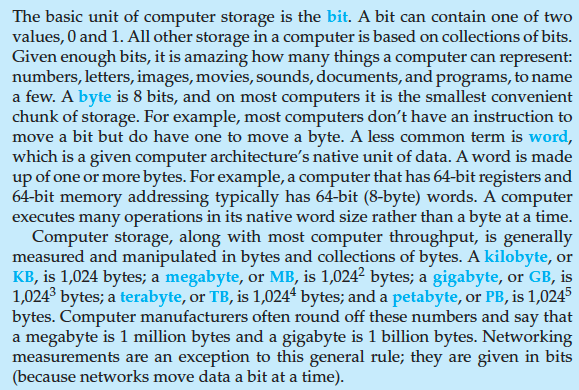 The basic unit of computer storage is the bit. A bit can contain one of two
values, 0 and 1. All other storage in a computer is based on collections of bits.
Given enough bits, it is amazing how many things a computer can represent:
numbers, letters, images, movies, sounds, documents, and programs, to name
a few. A byte is 8 bits, and on most computers it is the smallest convenient
chunk of storage. For example, most computers don’t have an instruction to
move a bit but do have one to move a byte. A less common term is word,
which is a given computer architecture’s native unit of data. A word is made
up of one or more bytes. For example, a computer that has 64-bit registers and
64-bit memory addressing typically has 64-bit (8-byte) words. A computer
executes many operations in its native word size rather than a byte at a time.
Computer storage, along with most computer throughput, is generally
measured and manipulated in bytes and collections of bytes. A kilobyte, or
KB, is 1,024 bytes; a megabyte, or MB, is 1,024² bytes; a gigabyte, or GB, is
1,024³ bytes; a terabyte, or TB, is 1,024⁴ bytes; and a petabyte, or PB, is 1,024⁵
bytes. Computer manufacturers often round off these numbers and say that
a megabyte is 1 million bytes and a gigabyte is 1 billion bytes. Networking
measurements are an exception to this general rule; they are given in bits
(because networks move data a bit at a time).